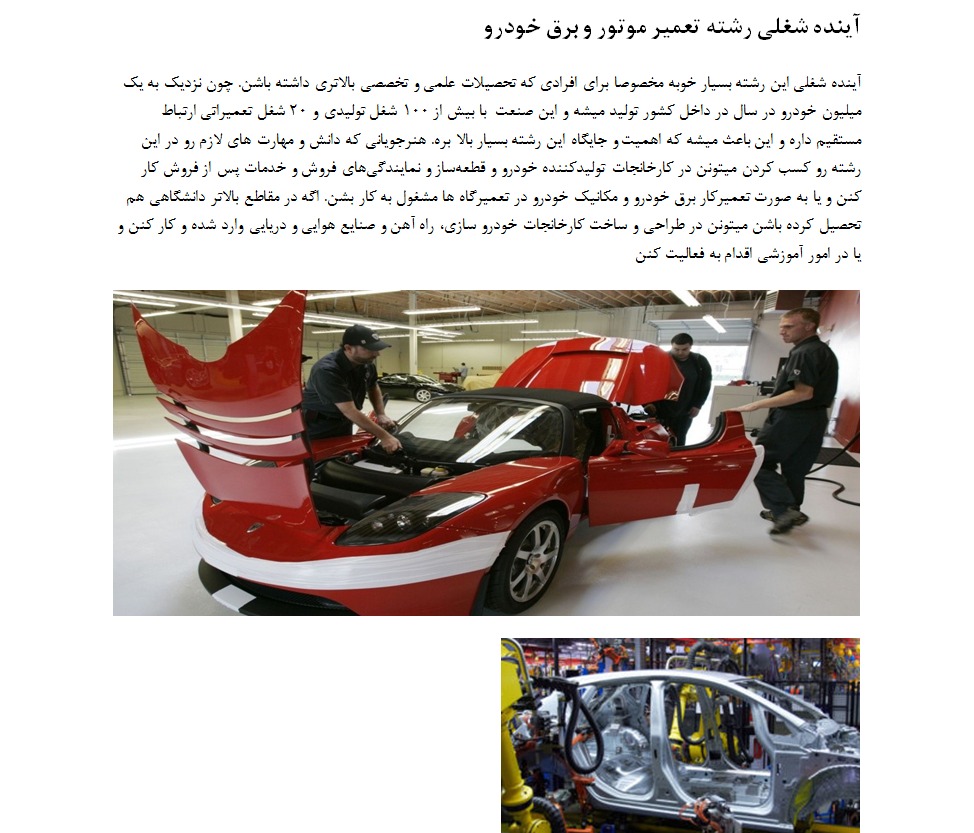 آینده شغلی رشته تعمیر موتور و برق خودرو
آینده شغلی این رشته بسیار خوبه مخصوصا برای افرادی که تحصیلات علمی و تخصصی بالاتری داشته باشن. چون نزدیک به یک
میلیون خودرو در سال در داخل کشور تولید میشه و این صنعت با بیش از ۱۰۰ شغل تولیدی و ۲۰ شغل تعمیراتی ارتباط
مستقیم داره و این باعث میشه که اهمیت و جایگاه این رشته بسیار بالا بره. هنرجویانی که دانش و مهارت های لازم رو در این
رشته رو کسب کردن میتونن در کارخانجات تولیدکننده خودرو و قطعه‌ساز و نمایندگی‌های فروش و خدمات پس از فروش کار
کنن و یا به صورت تعمیرکار برق خودرو و مکانیک خودرو در تعمیرگاه ها مشغول به کار بشن. اگه در مقاطع بالاتر دانشگاهی هم
تحصیل کرده باشن میتونن در طراحی و ساخت کارخانجات خودرو سازی، راه آهن و صنایع هوایی و دریایی وارد شده و کار کنن و
یا در امور آموزشی اقدام به فعالیت کنن